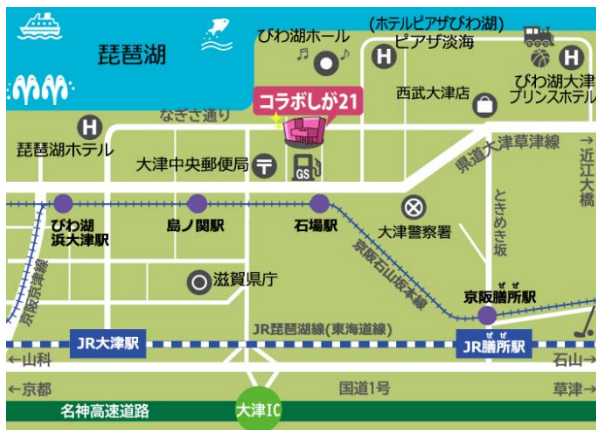 琵琶湖
びわ湖ホール
(ホテルピアザびわ湖)
ピアザ淡海
H
H
びわ湖大津
プリンスホテル
西武大津店
コラボしが21
なぎさ通り
H
琵琶湖ホテル
大津中央郵便局
〒
GS
県道大津草津線
→近江大橋
ときめき坂
びわ湖
浜大津駅
島ノ関駅
石場駅
大津警察署
京阪京津線
滋賀県庁
京阪石山坂本線
ぜぜ
京阪膳所駅
JR琵琶湖線(東海道線)
JR大津駅
ぜぜ
JR膳所駅
←山科
石山→
←京都
国道1号
草津→
名神高速道路
大津IC